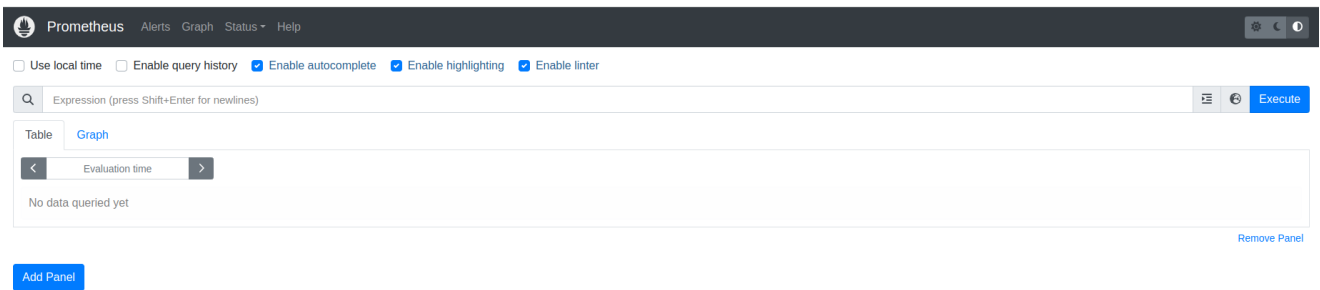 Prometheus Alerts Graph Status Help
Use local time Enable query history Enable autocomplete Enable highlighting Enable linter
Expression (press Shift+Enter for newlines) Execute
Table Graph
Evaluation time
No data queried yet
Remove Panel
Add Panel